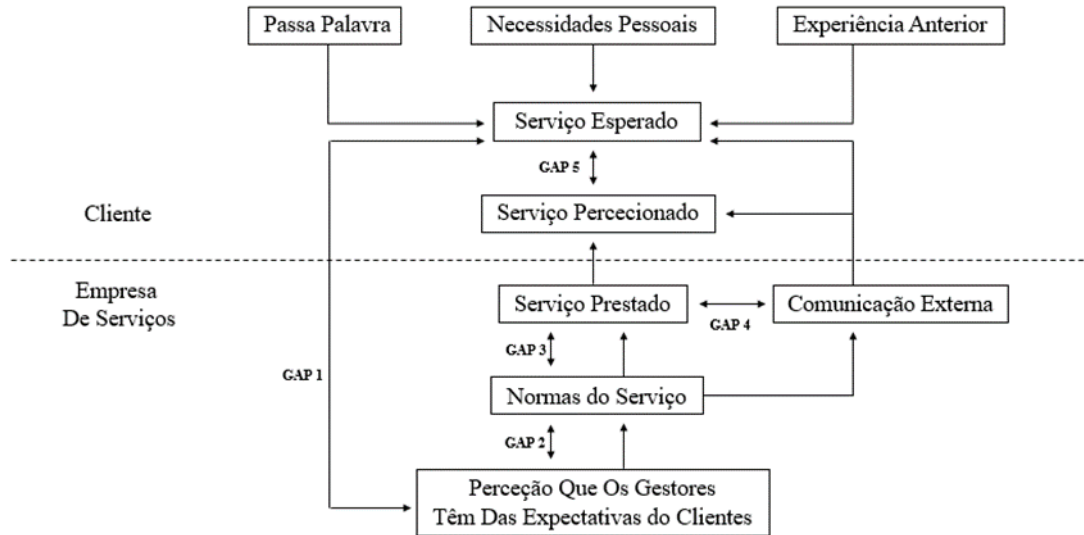 Passa Palavra
Necessidades Pessoais
Experiência Anterior
Serviço Esperado
GAP 5
Cliente
Serviço Percecionado
Empresa
De Serviços
Serviço Prestado
GAP 4
Comunicação Externa
GAP 3
GAP 1
Normas do Serviço
GAP 2
Perceção Que Os Gestores
Têm Das Expectativas do Clientes